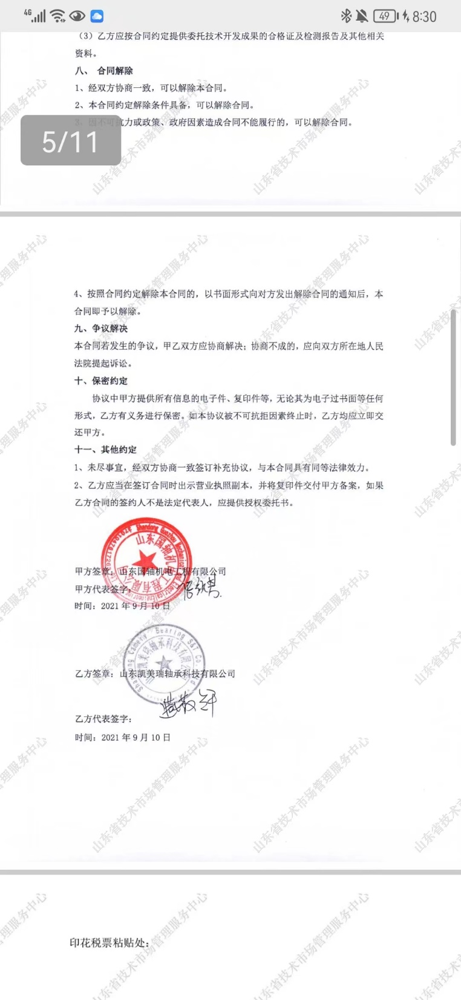 4G 49 8:30
（3）乙方应按合同约定提供委托技术开发成果的合格证及检测报告及其他相关
资料。
八、 合同解除
1、经双方协商一致，可以解除本合同。
2、本合同约定解除条件具备，可以解除合同。
3、因不可抗力或政策、政府因素造成合同不能履行的，可以解除合同。
5/11
4、按照合同约定解除本合同的，以书面形式向对方发出解除合同的通知后，本
合同即予以解除。
九、争议解决
本合同若发生的争议，甲乙双方应协商解决；协商不成的，应向双方所在地人民
法院提起诉讼。
十、保密约定
协议中甲方提供所有信息的电子件、复印件等，无论其为电子过书面等任何
形式，乙方有义务进行保密。如本协议被不可抗拒因素终止时，乙方均应立即交
还甲方。
十一、其他约定
1、未尽事宜，经双方协商一致签订补充协议，与本合同具有同等法律效力。
2、乙方应当在签订合同时出示营业执照副本，并将复印件交付甲方备案，如果
乙方合同的签约人不是法定代表人，应提供授权委托书。
甲方签章：山东国轴机电工程有限公司
甲方代表签字：
时间：2021 年 9 月 10 日
乙方签章：山东凯美瑞轴承科技有限公司
乙方代表签字：
时间：2021 年 9 月 10 日
印花税票粘贴处：
山东省技术市场管理服务中心